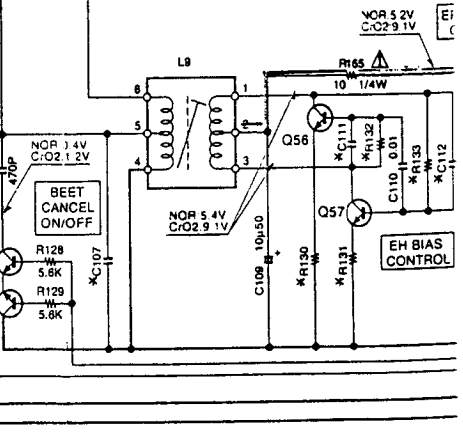 NOR 5.2V
CrO2 9.1V
EH
L9
R165
10 1/4W
6
1
5
2
4
3
NOR 1.4V
CrO2.1.2V
470P
BEET
CANCEL
ON/OFF
NOR 5.4V
CrO2.9.1V
Q56
*C111
*R132
C110 0.01
*R133
*C112
Q57
EH BIAS
CONTROL
R128
5.6K
R129
5.6K
*C107
C109 10µ50
+
*R130
*R131